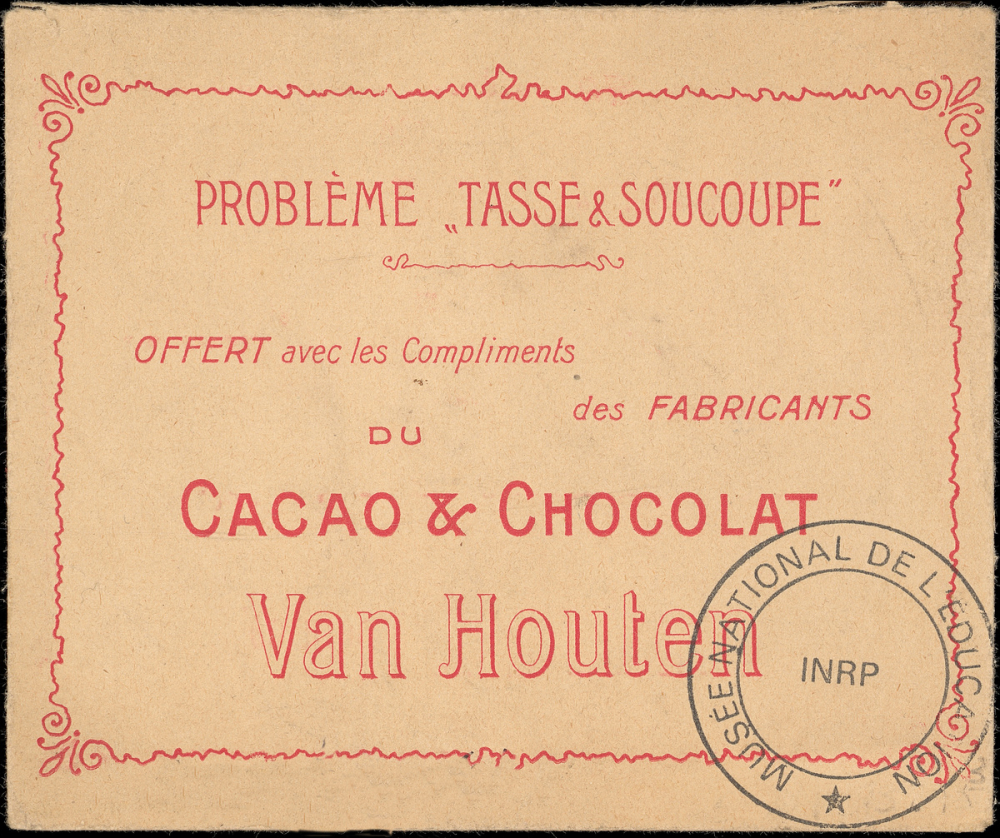 PROBLÈME „TASSE & SOUCOUPE”
OFFERT avec les Compliments
des FABRICANTS
DU
CACAO & CHOCOLAT
Van Houten
MUSÉE NATIONAL DE L'ÉDUCATION
INRP